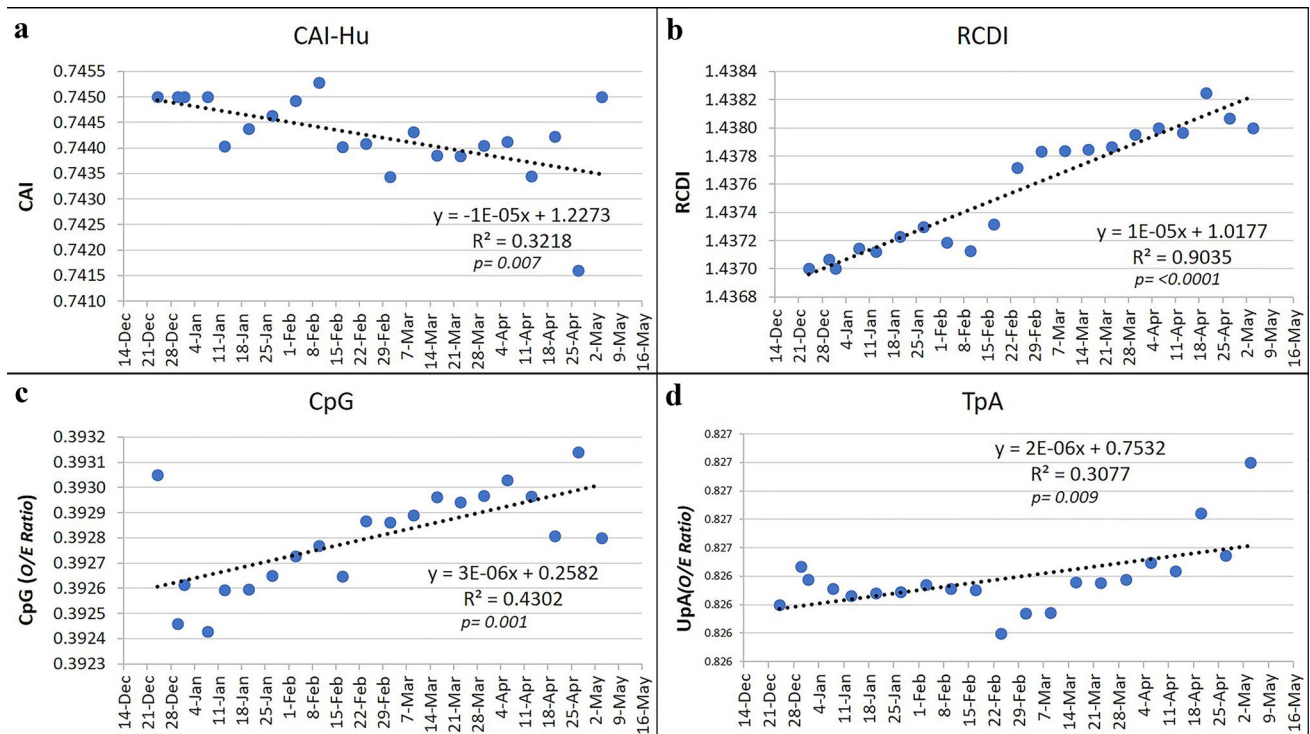 a
CAI-Hu
0.7455
0.7450
0.7445
0.7440
0.7435
0.7430
0.7425
0.7420
0.7415
0.7410
CAI
y = -1E-05x + 1.2273
R² = 0.3218
p= 0.007
14-Dec
21-Dec
28-Dec
4-Jan
11-Jan
18-Jan
25-Jan
1-Feb
8-Feb
15-Feb
22-Feb
29-Feb
7-Mar
14-Mar
21-Mar
28-Mar
4-Apr
11-Apr
18-Apr
25-Apr
2-May
9-May
16-May
b
RCDI
1.4384
1.4382
1.4380
1.4378
1.4376
1.4374
1.4372
1.4370
1.4368
RCDI
y = 1E-05x + 1.0177
R² = 0.9035
p= <0.0001
14-Dec
21-Dec
28-Dec
4-Jan
11-Jan
18-Jan
25-Jan
1-Feb
8-Feb
15-Feb
22-Feb
29-Feb
7-Mar
14-Mar
21-Mar
28-Mar
4-Apr
11-Apr
18-Apr
25-Apr
2-May
9-May
16-May
c
CpG
0.3932
0.3931
0.3930
0.3929
0.3928
0.3927
0.3926
0.3925
0.3924
0.3923
CpG (O/E Ratio)
y = 3E-06x + 0.2582
R² = 0.4302
p= 0.001
14-Dec
21-Dec
28-Dec
4-Jan
11-Jan
18-Jan
25-Jan
1-Feb
8-Feb
15-Feb
22-Feb
29-Feb
7-Mar
14-Mar
21-Mar
28-Mar
4-Apr
11-Apr
18-Apr
25-Apr
2-May
9-May
16-May
d
TpA
0.827
0.827
0.827
0.827
0.827
0.826
0.826
0.826
0.826
UpA(O/E Ratio)
y = 2E-06x + 0.7532
R² = 0.3077
p= 0.009
14-Dec
21-Dec
28-Dec
4-Jan
11-Jan
18-Jan
25-Jan
1-Feb
8-Feb
15-Feb
22-Feb
29-Feb
7-Mar
14-Mar
21-Mar
28-Mar
4-Apr
11-Apr
18-Apr
25-Apr
2-May
9-May
16-May